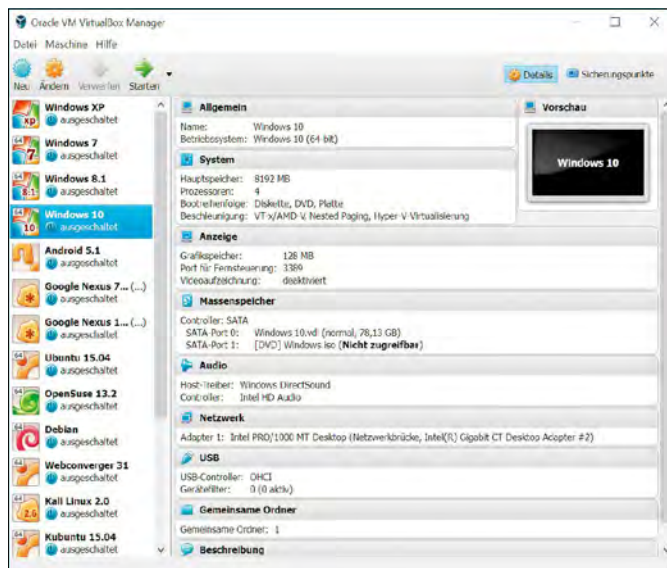 Oracle VM VirtualBox Manager
Datei Maschine Hilfe
Neu Ändern Verwerfen Starten
Details Sicherungspunkte
Windows XP
ausgeschaltet
Windows 7
ausgeschaltet
Windows 8.1
ausgeschaltet
Windows 10
ausgeschaltet
Android 5.1
ausgeschaltet
Google Nexus 7... (...)
ausgeschaltet
Google Nexus 1... (...)
ausgeschaltet
Ubuntu 15.04
ausgeschaltet
OpenSuse 13.2
ausgeschaltet
Debian
ausgeschaltet
Webconverger 31
ausgeschaltet
Kali Linux 2.0
ausgeschaltet
Kubuntu 15.04
ausgeschaltet
Allgemein
Name: Windows 10
Betriebssystem: Windows 10 (64 bit)
System
Hauptspeicher: 8192 MB
Prozessoren: 4
Bootreihenfolge: Diskette, DVD, Platte
Beschleunigung: VT-x/AMD-V, Nested Paging, Hyper-V-Virtualisierung
Anzeige
Grafikspeicher: 128 MB
Port für Fernsteuerung: 3389
Videoaufzeichnung: deaktiviert
Massenspeicher
Controller: SATA
SATA-Port 0: Windows 10.vdi (normal, 78,13 GB)
SATA-Port 1: [DVD] Windows.iso (Nicht zugreifbar)
Audio
Host-Treiber: Windows DirectSound
Controller: Intel HD Audio
Netzwerk
Adapter 1: Intel PRO/1000 MT Desktop (Netzwerkbrücke, Intel(R) Gigabit CT Desktop Adapter #2)
USB
USB-Controller: OHCI
Gerätefilter: 0 (0 aktiv)
Gemeinsame Ordner
Gemeinsame Ordner: 1
Beschreibung
Vorschau
Windows 10